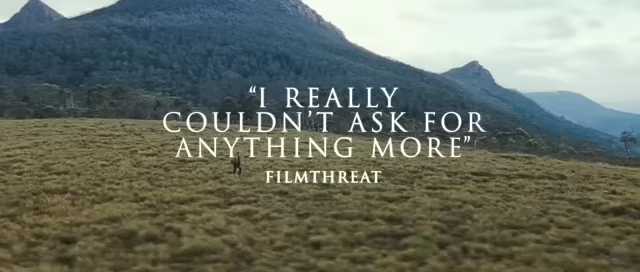 “I REALLY
COULDN’T ASK FOR
ANYTHING MORE”
FILMTHREAT